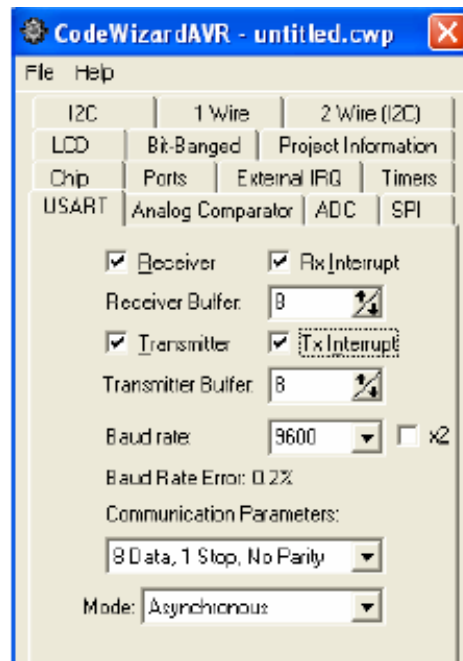 CodeWizardAVR - untitled.cwp
File Help
I2C 1 Wire 2 Wire (I2C)
LCD Bit-Banged Project Information
Chip Ports External IRQ Timers
USART Analog Comparator ADC SPI
Receiver Rx Interrupt
Receiver Buffer: 8
Transmitter Tx Interrupt
Transmitter Buffer: 8
Baud rate: 9600 x2
Baud Rate Error: 0.2%
Communication Parameters:
8 Data, 1 Stop, No Parity
Mode: Asynchronous